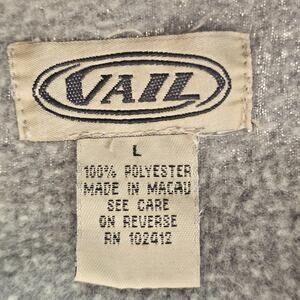 VAIL
L
100% POLYESTER
MADE IN MACAU
SEE CARE
ON REVERSE
RN 102412